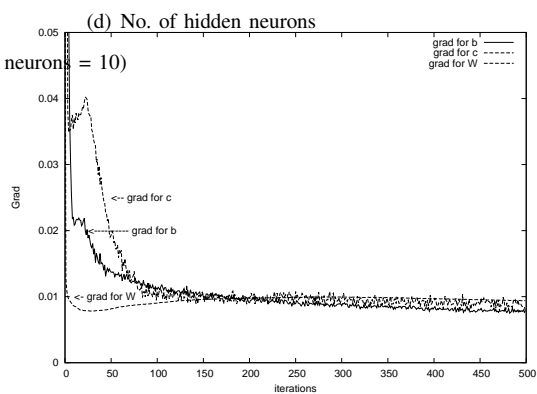 (d) No. of hidden neurons
neurons = 10)
0.05
0.04
0.03
0.02
0.01
0
Grad
grad for b
grad for c
grad for W
<-- grad for c
<-------------- grad for b
<-- grad for W
0 50 100 150 200 250 300 350 400 450 500
iterations